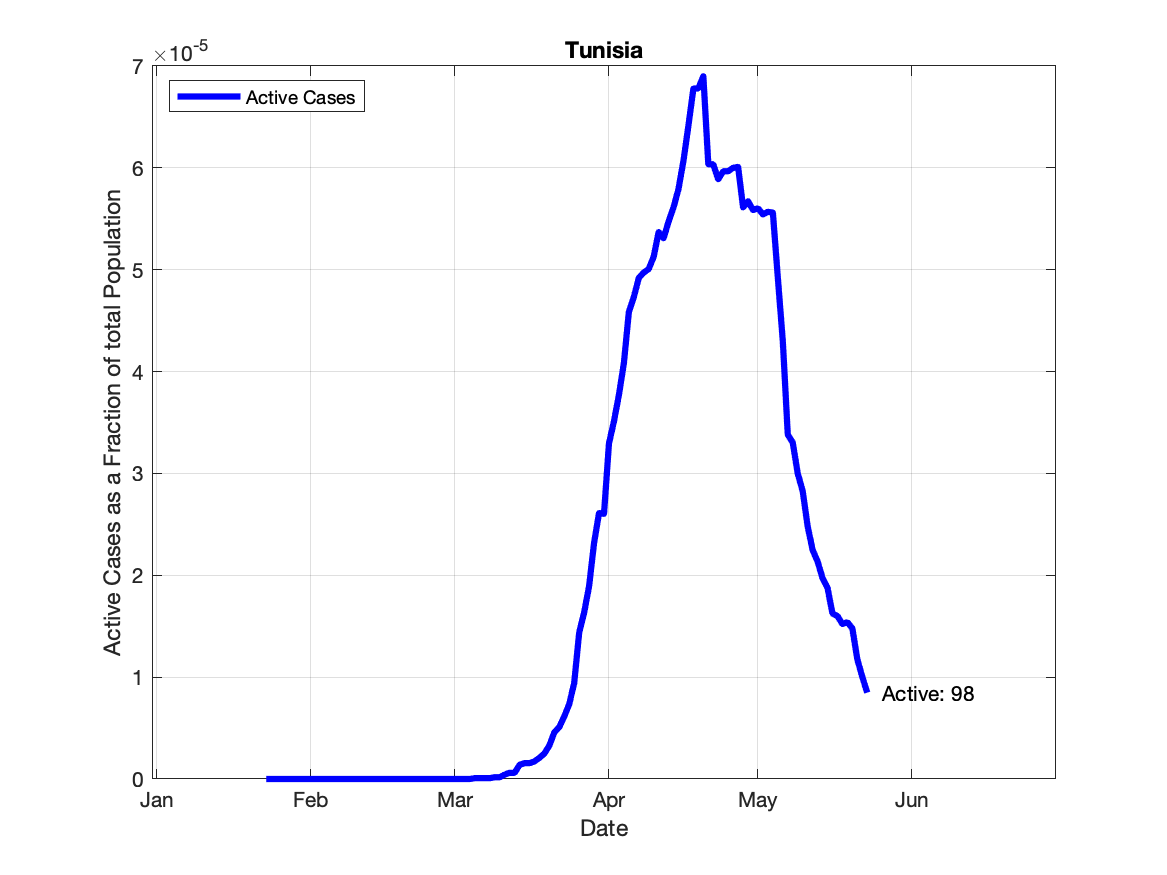 Tunisia
×10-5
Active Cases
7
6
5
4
3
2
1
0
Active Cases as a Fraction of total Population
Active: 98
Jan Feb Mar Apr May Jun
Date